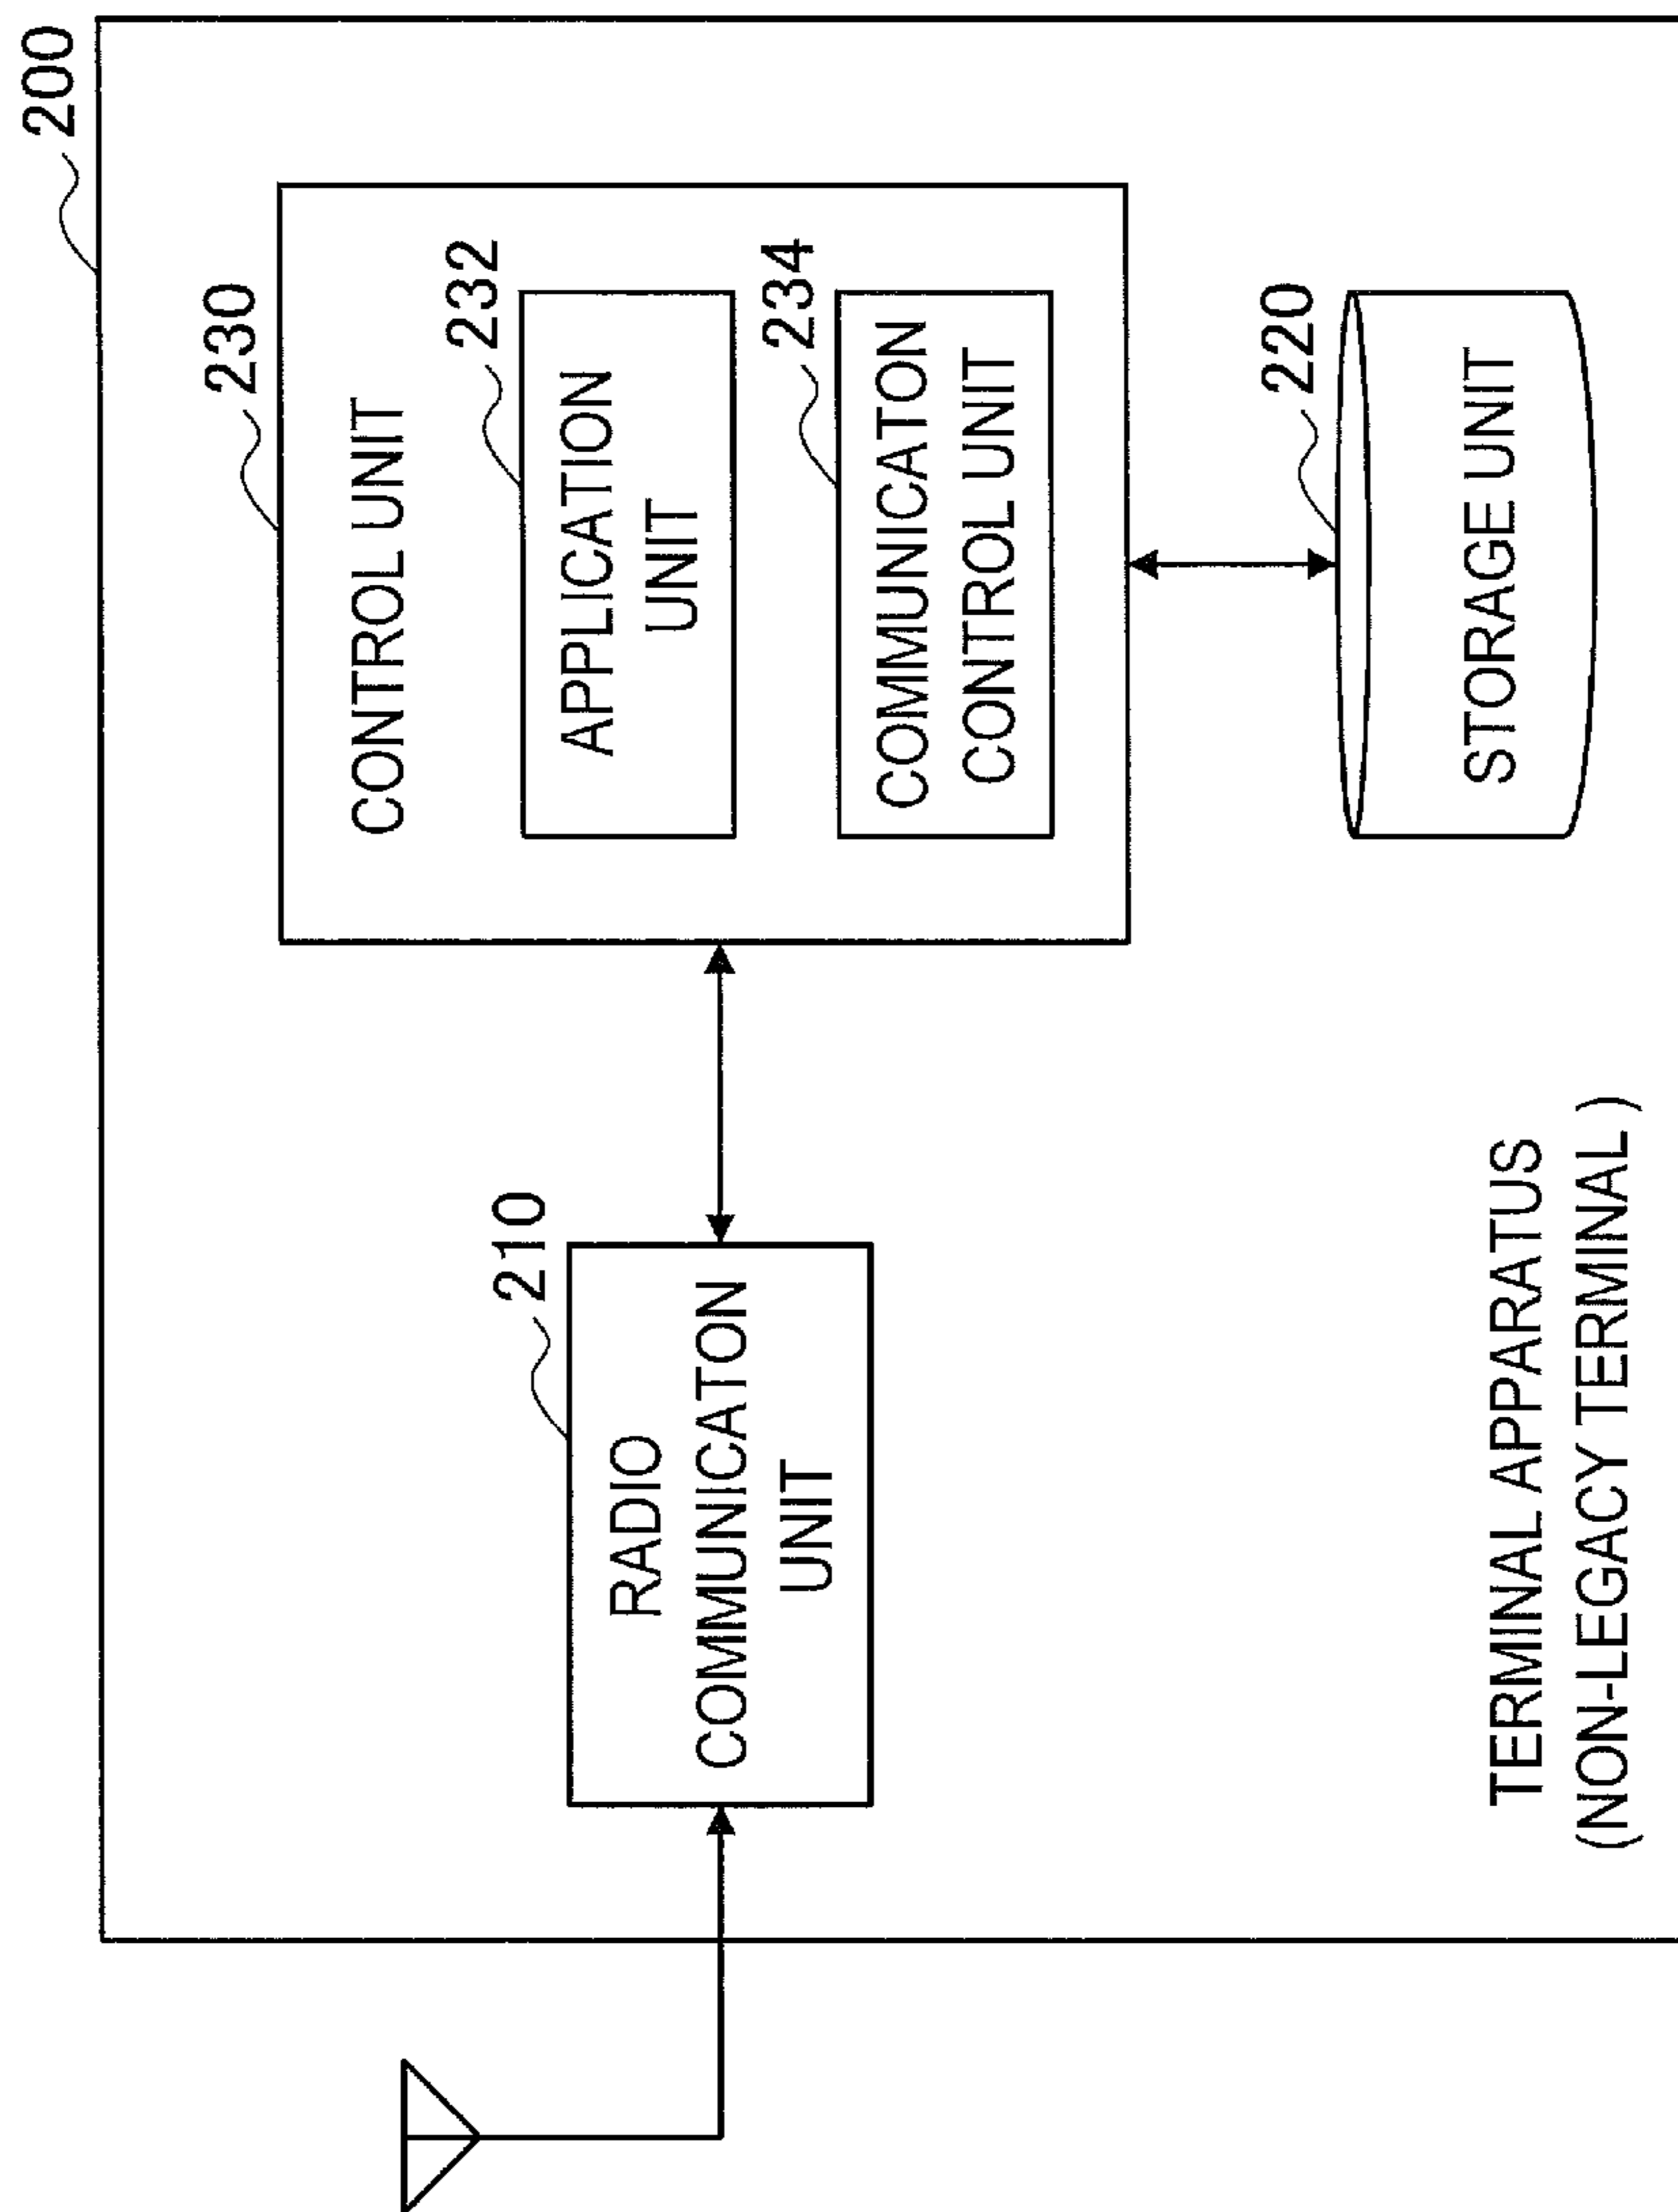 200
230
CONTROL UNIT
232
APPLICATION
UNIT
210
RADIO
COMMUNICATON
UNIT
234
COMMUNICATON
CONTROL UNIT
220
STORAGE UNIT
TERMINAL APPARATUS
(NON-LEGACY TERMINAL)